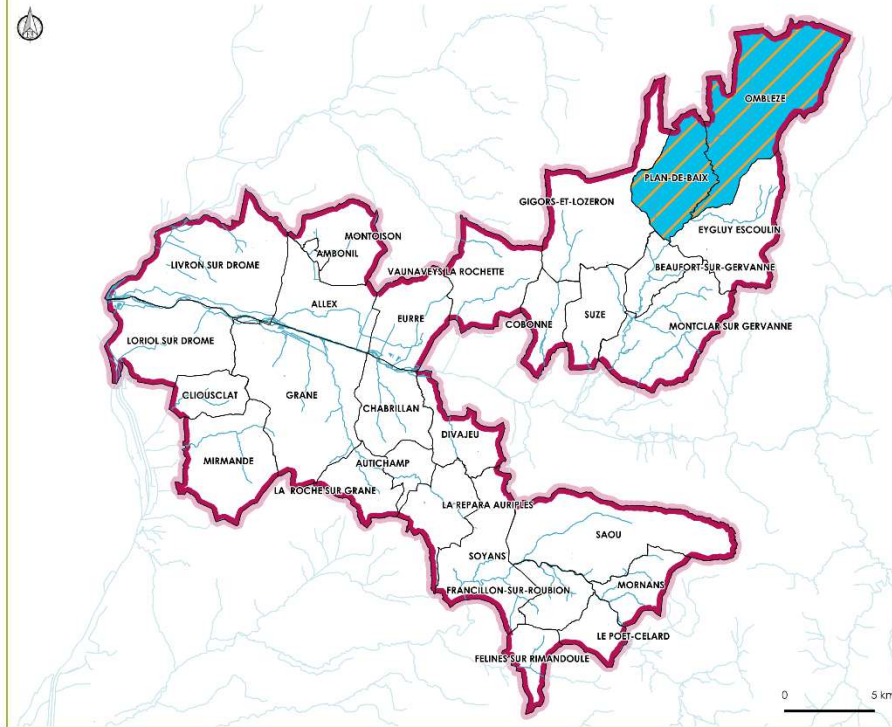 OMBLEZE
PLAN-DE-BAIX
GIGORS-ET-LOZERON
EYGLUY ESCOULIN
MONTOISON
AMBONIL
LIVRON SUR DROME
VAUNAVEYS LA ROCHETTE
BEAUFORT-SUR-GERVANNE
ALLEX
EURRE
SUZE
COBONNE
MONTCLAR SUR GERVANNE
LORIOL SUR DROME
CLIOUSCLAT
GRANE
CHABRILLAN
DIVAJEU
MIRMANDE
AUTICHAMP
LA ROCHE SUR GRANE
LA REPARA AURIPLES
SAOU
SOYANS
MORNANS
FRANCILLON-SUR-ROUBION
LE POET-CELARD
FELINES SUR RIMANDOULE
0 5 km